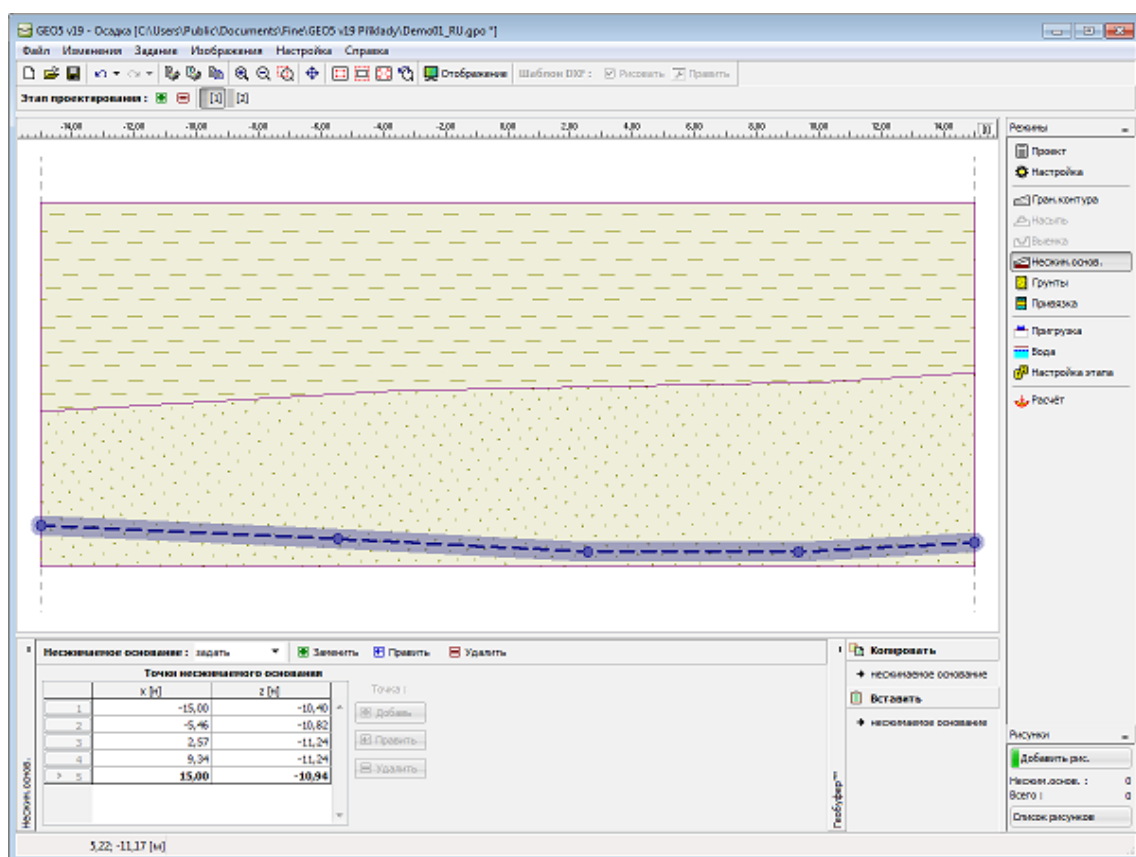 GEO5 v19 - Осадка [C:\Users\Public\Documents\Fine\GEO5 v19 Příklady\Demo01_RU.gpo *]
Файл Изменения Задание Изображения Настройка Справка
Отображение Шаблон DXF : Рисовать Править
Этап проектирования : [1] [2]
-14,00 -12,00 -10,00 -8,00 -6,00 -4,00 -2,00 0,00 2,00 4,00 6,00 8,00 10,00 12,00 14,00 [м]
Режимы
Проект
Настройка
Гран.контура
Насыпь
Выемка
Несжим.основ.
Грунты
Привязка
Пригрузка
Вода
Настройка этапа
Расчёт
Несжимаемое основание : задать Заменить Править Удалить
Точки несжимаемого основания
x [м] z [м]
1 -15,00 -10,40
2 -5,46 -10,82
3 2,57 -11,24
4 9,34 -11,24
> 5 15,00 -10,94
Точка :
Добавь.
Править
Удалить
Несжим.основ.
Геобуфер™
Копировать
несжимаемое основание
Вставить
несжимаемое основание
Рисунки
Добавить рис.
Несжим.основ. : 0
Всего : 0
Список рисунков
5,22; -11,17 [м]